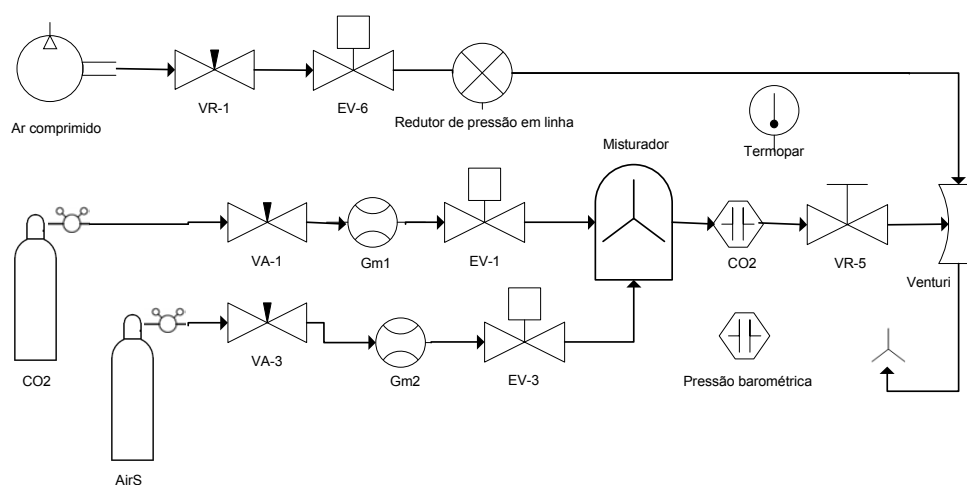 Ar comprimido
VR-1
EV-6
Redutor de pressão em linha
Termopar
Misturador
CO2
VA-1
Gm1
EV-1
CO2
VR-5
Venturi
AirS
VA-3
Gm2
EV-3
Pressão barométrica